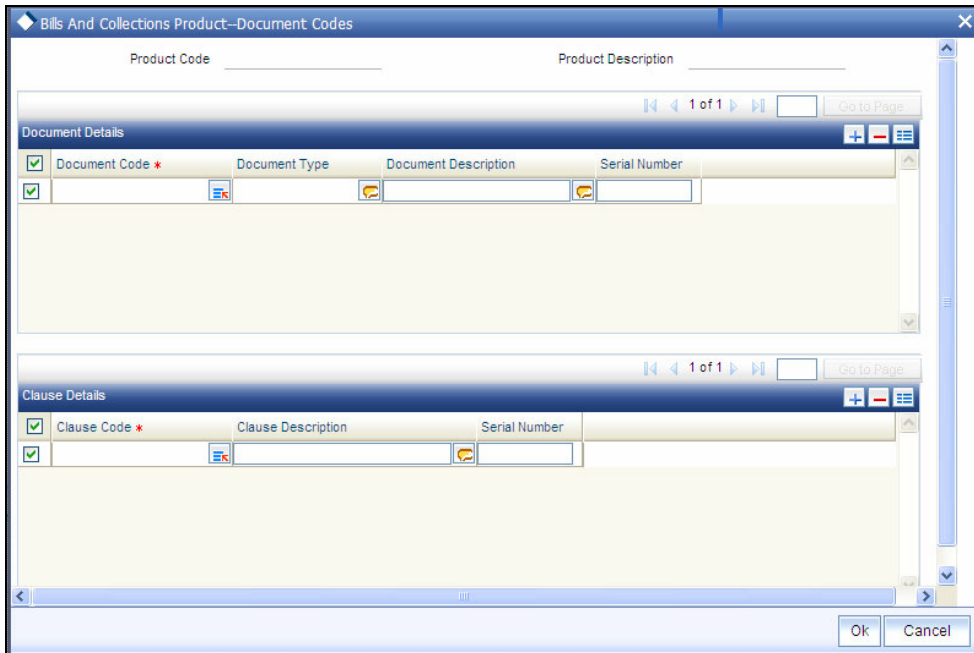 Bills And Collections Product--Document Codes
Product Code
Product Description
1 of 1
Go to Page
Document Details
Document Code *
Document Type
Document Description
Serial Number
1 of 1
Go to Page
Clause Details
Clause Code *
Clause Description
Serial Number
Ok
Cancel